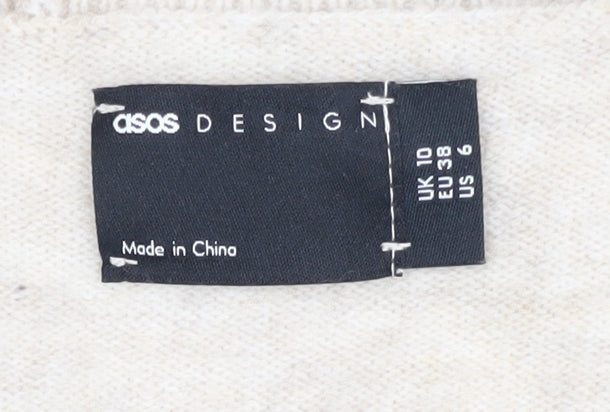 asos DESIGN
Made in China
UK 10
EU 38
US 6